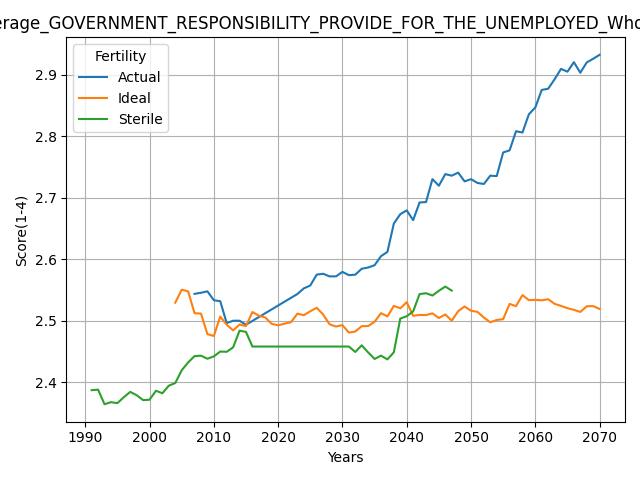 erage_GOVERNMENT_RESPONSIBILITY_PROVIDE_FOR_THE_UNEMPLOYED_Who
Fertility
Actual
Ideal
Sterile
2.9
2.8
2.7
2.6
2.5
2.4
Score(1-4)
1990 2000 2010 2020 2030 2040 2050 2060 2070
Years